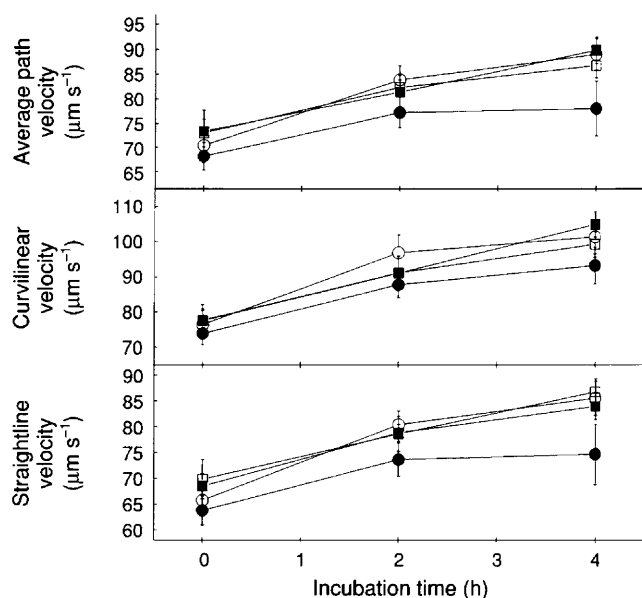 Average path
velocity
(μm s⁻¹)
95
90
85
80
75
70
65
Curvilinear
velocity
(μm s⁻¹)
110
100
90
80
70
Straightline
velocity
(μm s⁻¹)
90
85
80
75
70
65
60
0 1 2 3 4
Incubation time (h)